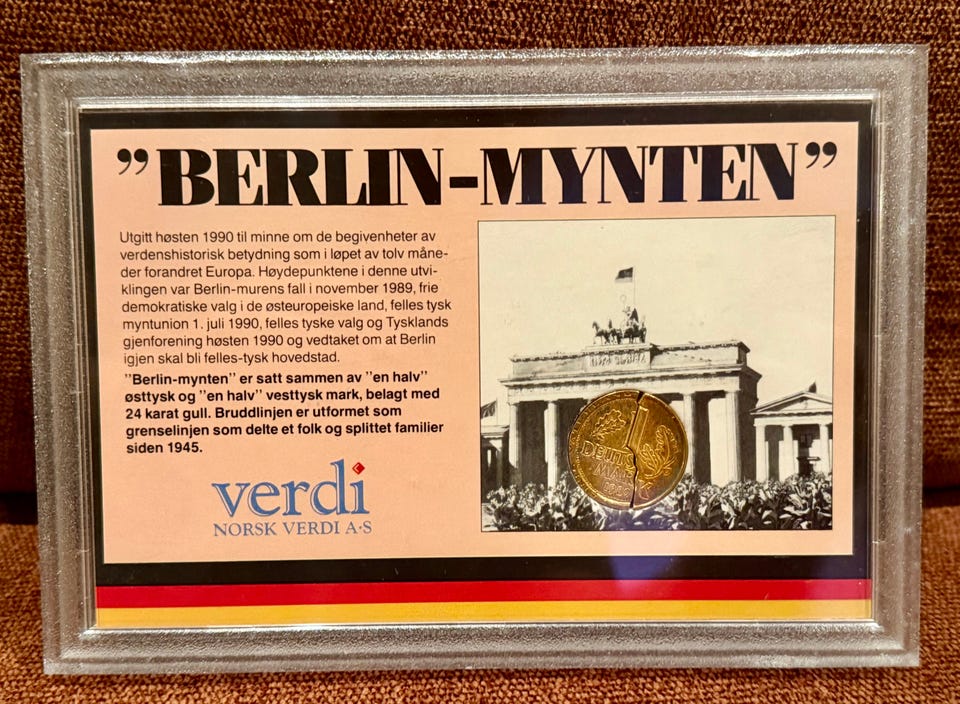 ”BERLIN-MYNTEN”
Utgitt høsten 1990 til minne om de begivenheter av
verdenshistorisk betydning som i løpet av tolv måne-
der forandret Europa. Høydepunktene i denne utvi-
klingen var Berlin-murens fall i november 1989, frie
demokratiske valg i de østeuropeiske land, felles tysk
myntunion 1. juli 1990, felles tyske valg og Tysklands
gjenforening høsten 1990 og vedtaket om at Berlin
igjen skal bli felles-tysk hovedstad.
”Berlin-mynten” er satt sammen av ”en halv”
østtysk og ”en halv” vesttysk mark, belagt med
24 karat gull. Bruddlinjen er utformet som
grenselinjen som delte et folk og splittet familier
siden 1945.
verdi
NORSK VERDI A·S
1
DEUTS
MARK